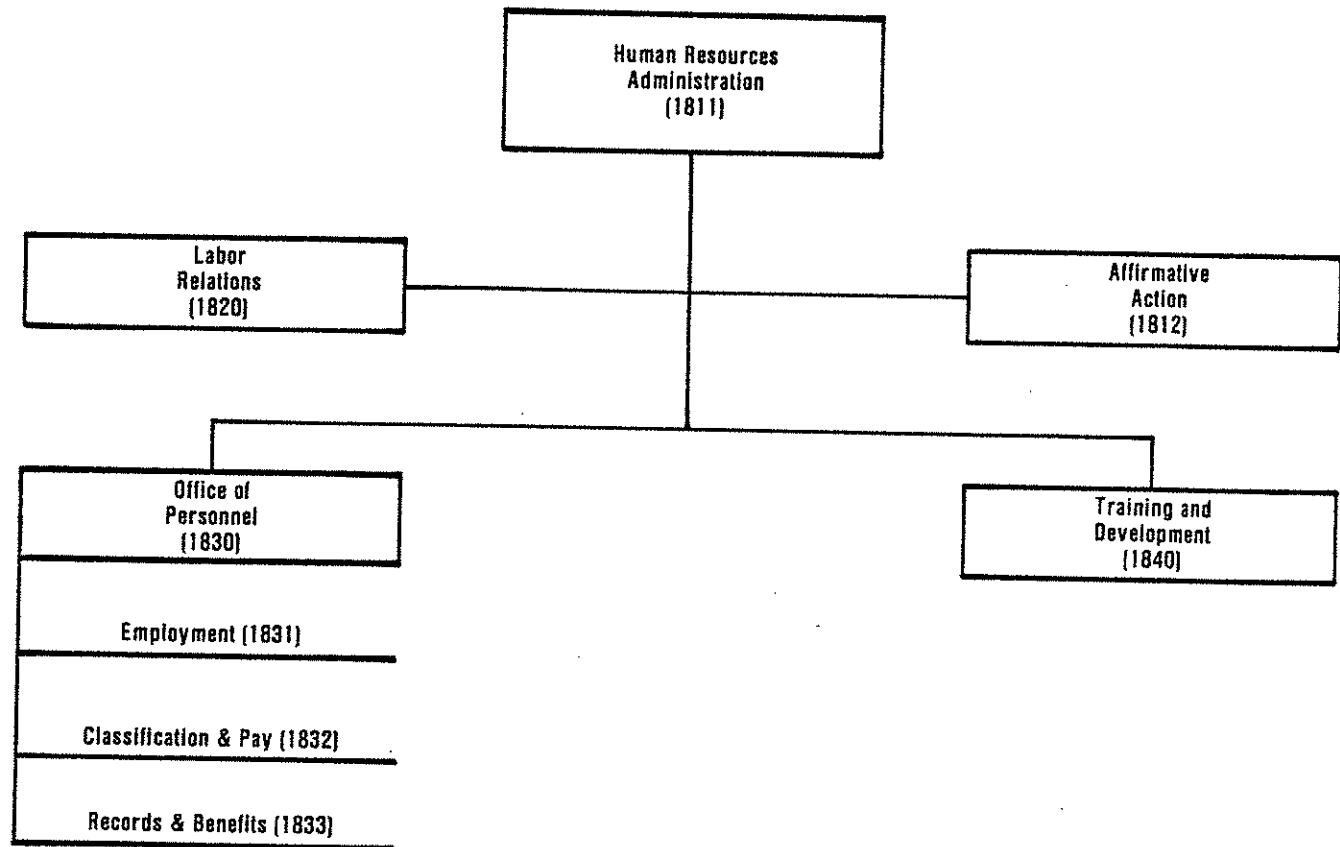 Human Resources
Administration
(1811)
Labor
Relations
(1820)
Affirmative
Action
(1812)
Office of
Personnel
(1830)
Training and
Development
(1840)
Employment (1831)
Classification & Pay (1832)
Records & Benefits (1833)